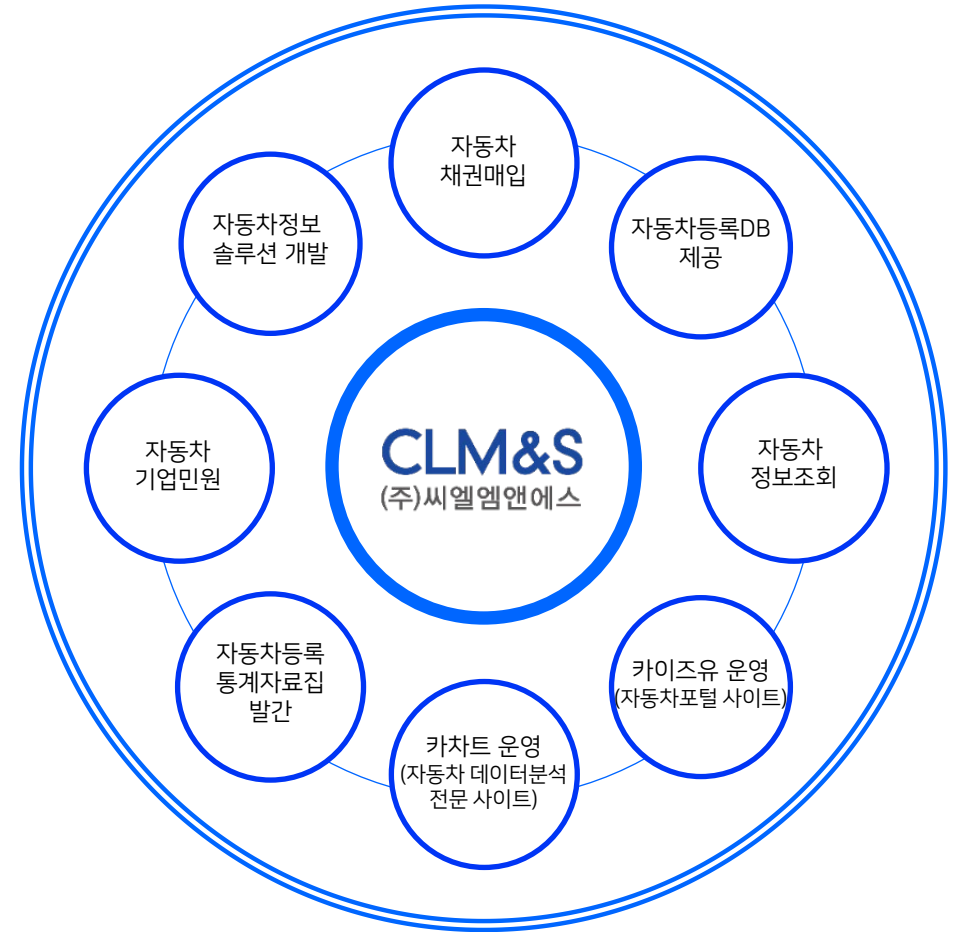 자동차
채권매입
자동차등록DB
제공
자동차
정보조회
카이즈유 운영
(자동차포털 사이트)
카차트 운영
(자동차 데이터분석
전문 사이트)
자동차등록
통계자료집
발간
자동차
기업민원
자동차정보
솔루션 개발
CLM&S
(주)씨엘엠앤에스